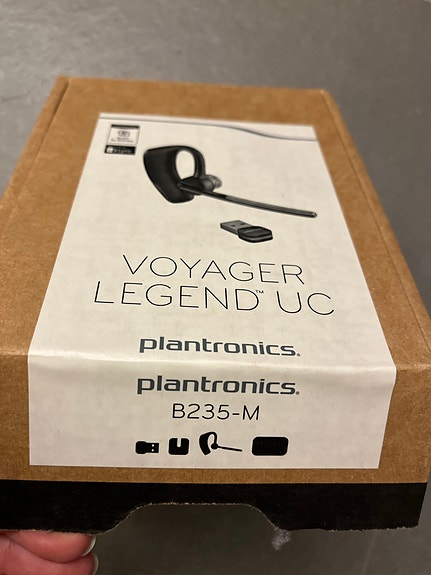 VOYAGER
LEGEND™ UC
plantronics.
plantronics.
B235-M